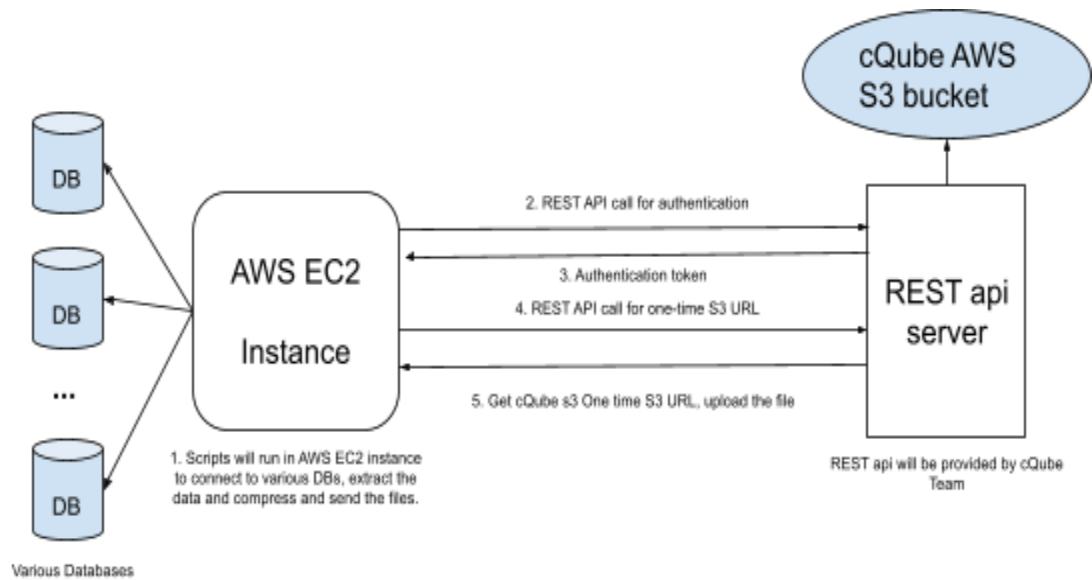 cQube AWS
S3 bucket
DB
2. REST API call for authentication
AWS EC2
Instance
3. Authentication token
REST api
server
DB
4. REST API call for one-time S3 URL
...
5. Get cQube s3 One time S3 URL, upload the file
1. Scripts will run in AWS EC2 instance
to connect to various DBs, extract the
data and compress and send the files.
REST api will be provided by cQube
Team
DB
Various Databases